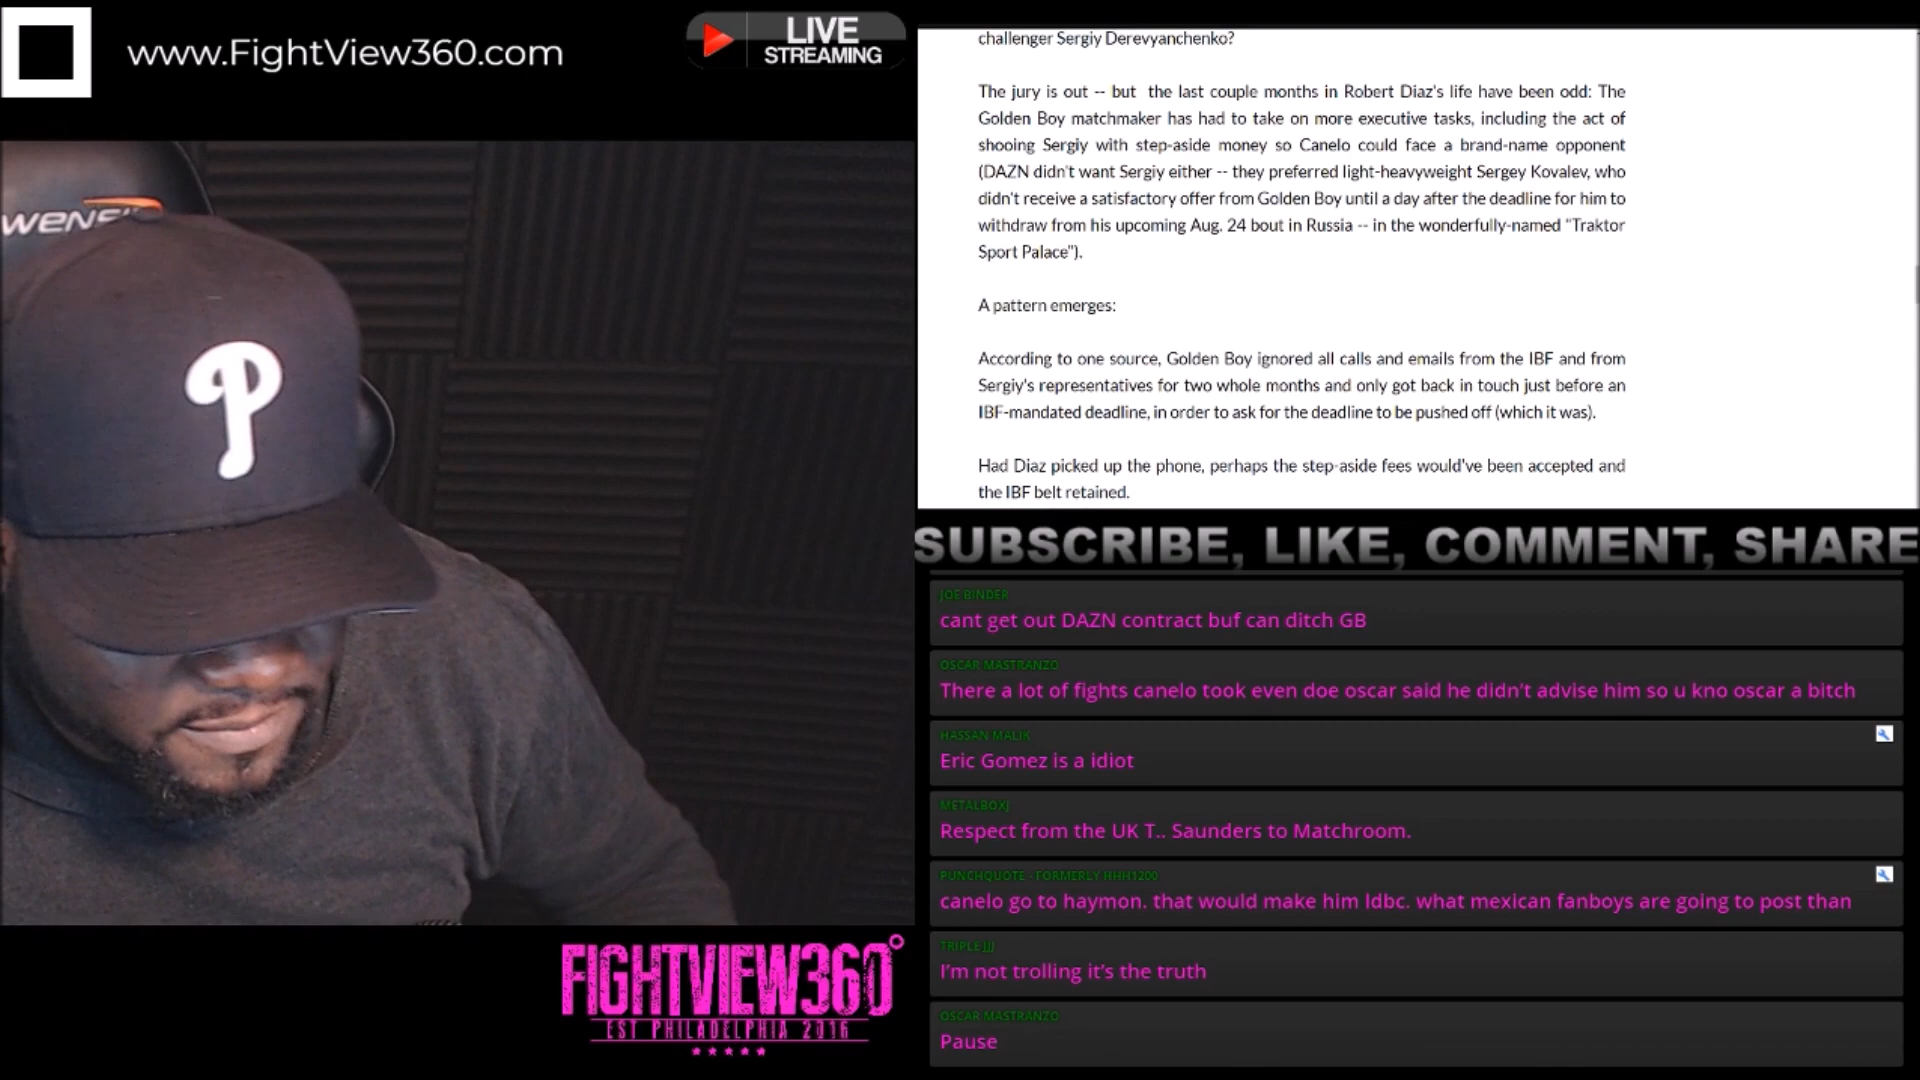 www.FightView360.com
LIVE
STREAMING
WENS
P
challenger Sergiy Derevyanchenko?
The jury is out -- but the last couple months in Robert Diaz's life have been odd: The
Golden Boy matchmaker has had to take on more executive tasks, including the act of
shooing Sergiy with step-aside money so Canelo could face a brand-name opponent
(DAZN didn't want Sergiy either -- they preferred light-heavyweight Sergey Kovalev, who
didn't receive a satisfactory offer from Golden Boy until a day after the deadline for him to
withdraw from his upcoming Aug. 24 bout in Russia -- in the wonderfully-named "Traktor
Sport Palace").
A pattern emerges:
According to one source, Golden Boy ignored all calls and emails from the IBF and from
Sergiy's representatives for two whole months and only got back in touch just before an
IBF-mandated deadline, in order to ask for the deadline to be pushed off (which it was).
Had Diaz picked up the phone, perhaps the step-aside fees would've been accepted and
the IBF belt retained.
SUBSCRIBE, LIKE, COMMENT, SHARE
JOE BINDER
cant get out DAZN contract buf can ditch GB
OSCAR MASTRANZO
There a lot of fights canelo took even doe oscar said he didn't advise him so u kno oscar a bitch
HASSAN MALIK
Eric Gomez is a idiot
METALBOXJ
Respect from the UK T.. Saunders to Matchroom.
PUNCHQUOTE - FORMERLY HHH1200
canelo go to haymon. that would make him ldbc. what mexican fanboys are going to post than
TRIPLE JJJ
I'm not trolling it's the truth
OSCAR MASTRANZO
Pause
FIGHTVIEW360°
EST PHILADELPHIA 2016